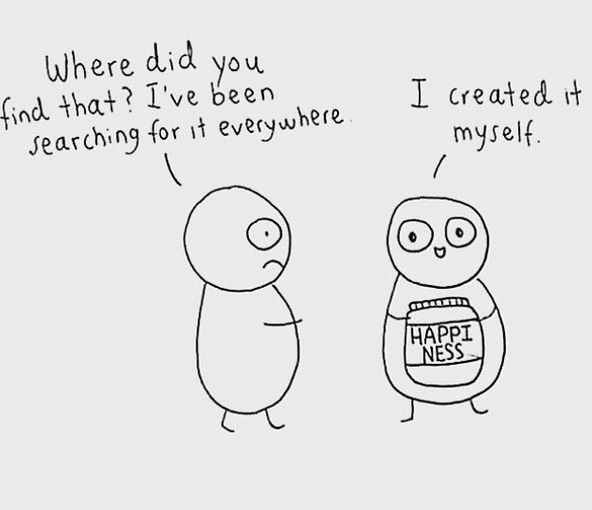 Where did you
find that? I've been
searching for it everywhere.
I created it
myself.
HAPPI
NESS